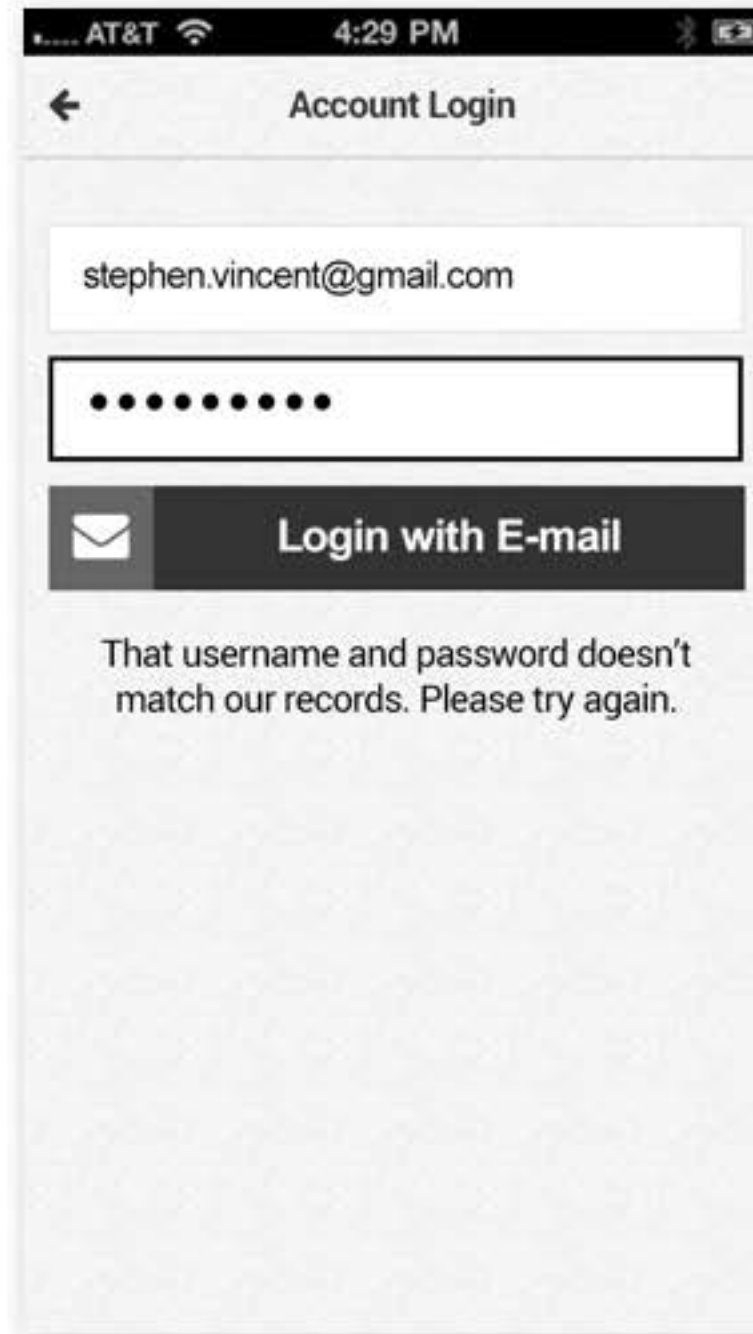 AT&T 4:29 PM
Account Login
stephen.vincent@gmail.com
•••••••••
Login with E-mail
That username and password doesn't
match our records. Please try again.